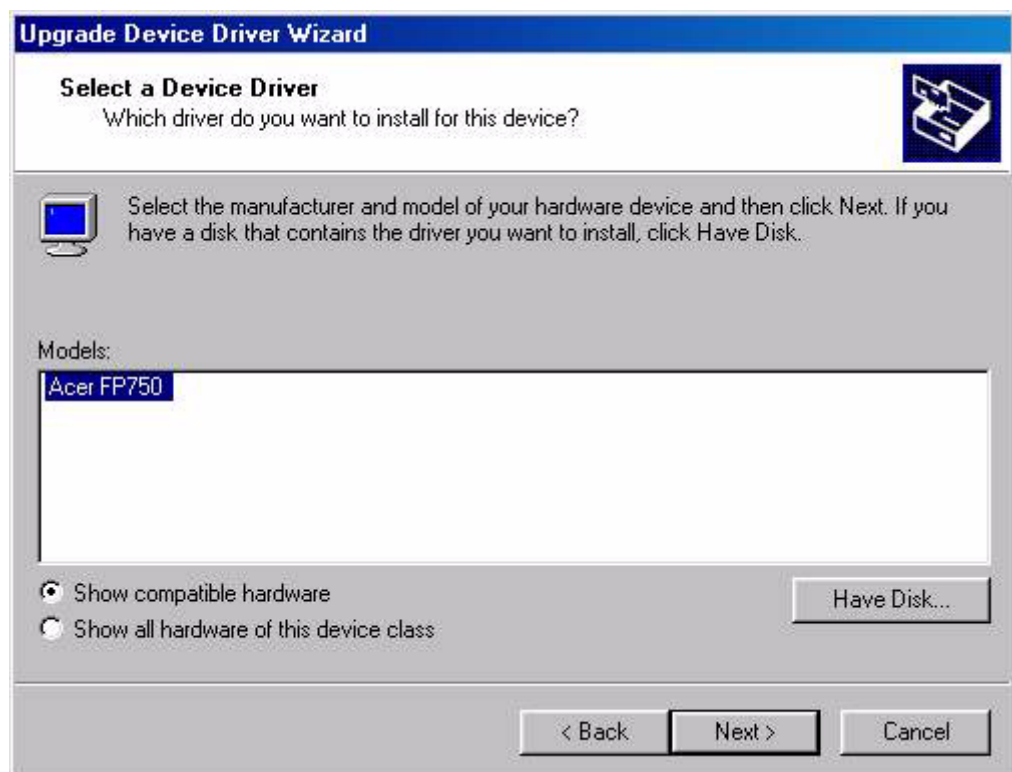 Upgrade Device Driver Wizard
Select a Device Driver
Which driver do you want to install for this device?
Select the manufacturer and model of your hardware device and then click Next. If you
have a disk that contains the driver you want to install, click Have Disk.
Models:
Acer FP750
Show compatible hardware
Have Disk...
Show all hardware of this device class
< Back
Next >
Cancel